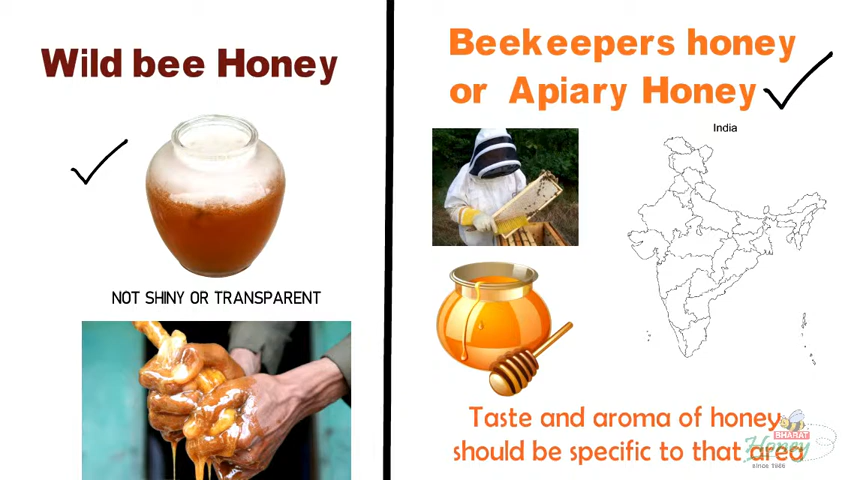 Wild bee Honey
NOT SHINY OR TRANSPARENT
Beekeepers honey
or Apiary Honey
India
Taste and aroma of honey
should be specific to that area
BHARAT
Honey
since 1986